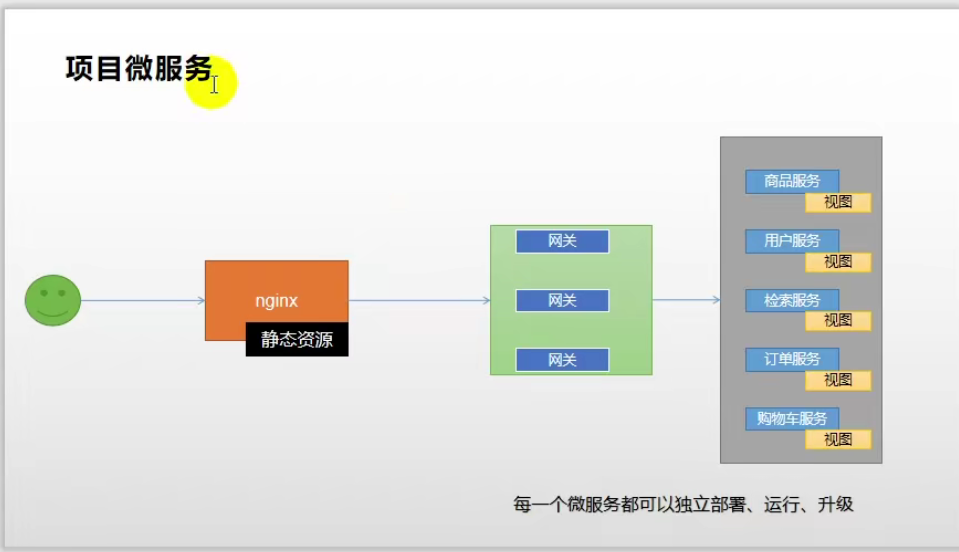 项目微服务
nginx
静态资源
网关
网关
网关
商品服务
视图
用户服务
视图
检索服务
视图
订单服务
视图
购物车服务
视图
每一个微服务都可以独立部署、运行、升级